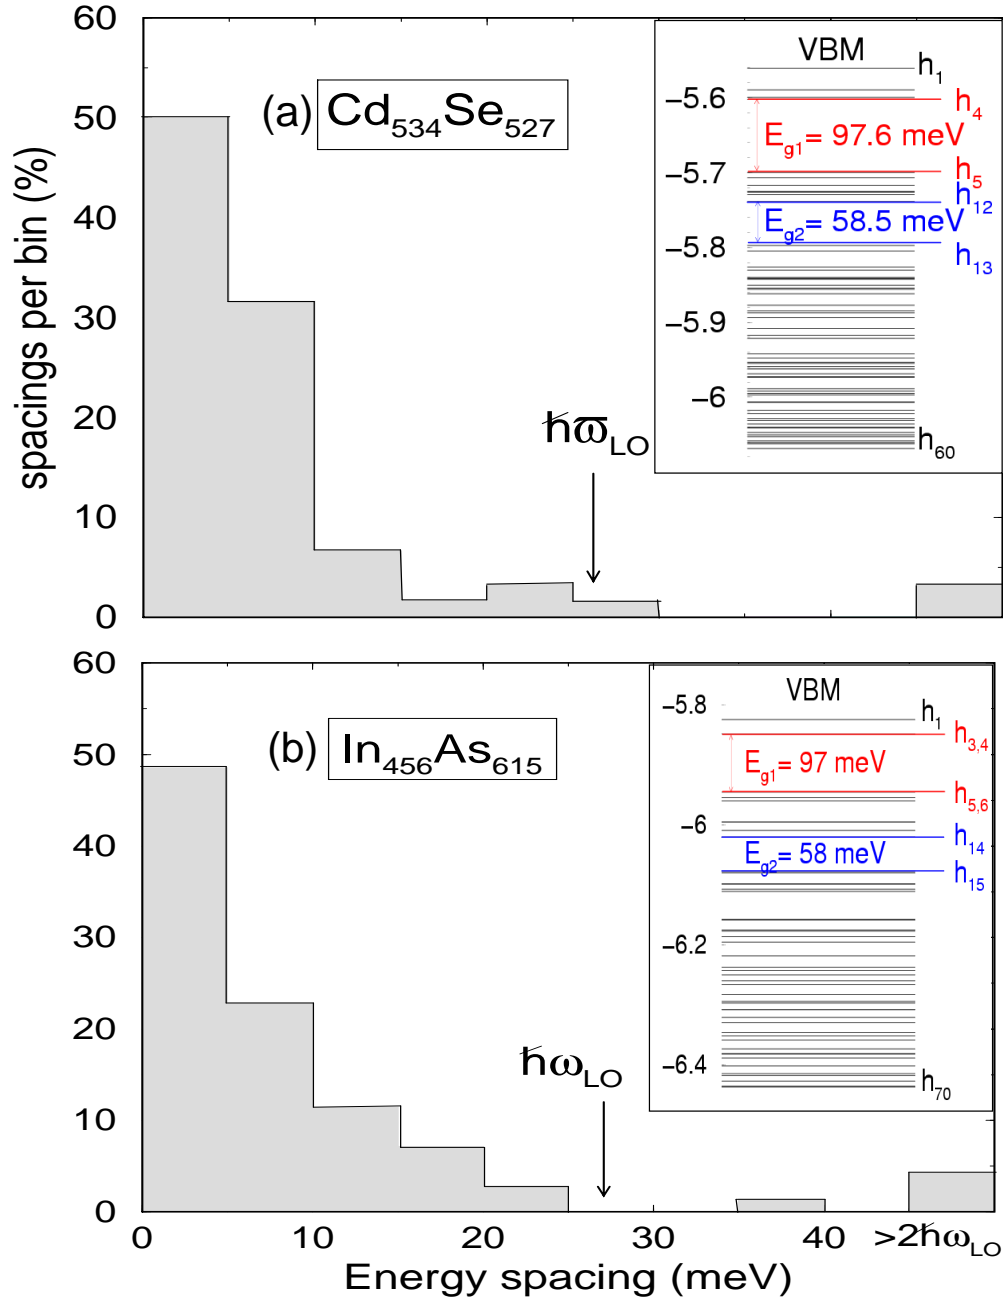 60
50
40
30
20
10
0
spacings per bin (%)
(a) Cd534Se527
ħϖLO
VBM
h1
−5.6
h4
Eg1= 97.6 meV
−5.7
h5
h12
Eg2= 58.5 meV
−5.8
h13
−5.9
−6
h60
60
50
40
30
20
10
0
(b) In456As615
ħωLO
VBM
−5.8
h1
h3,4
Eg1= 97 meV
h5,6
−6
h14
Eg2= 58 meV
h15
−6.2
−6.4
h70
0 10 20 30 40 >2ħωLO
Energy spacing (meV)